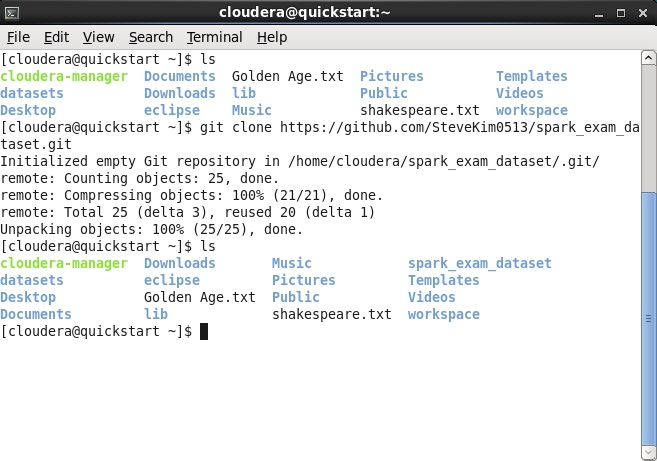 cloudera@quickstart:~
File Edit View Search Terminal Help
[cloudera@quickstart ~]$ ls
cloudera-manager Documents Golden Age.txt Pictures Templates
datasets Downloads lib Public Videos
Desktop eclipse Music shakespeare.txt workspace
[cloudera@quickstart ~]$ git clone https://github.com/SteveKim0513/spark_exam_da
taset.git
Initialized empty Git repository in /home/cloudera/spark_exam_dataset/.git/
remote: Counting objects: 25, done.
remote: Compressing objects: 100% (21/21), done.
remote: Total 25 (delta 3), reused 20 (delta 1)
Unpacking objects: 100% (25/25), done.
[cloudera@quickstart ~]$ ls
cloudera-manager Downloads Music spark_exam_dataset
datasets eclipse Pictures Templates
Desktop Golden Age.txt Public Videos
Documents lib shakespeare.txt workspace
[cloudera@quickstart ~]$